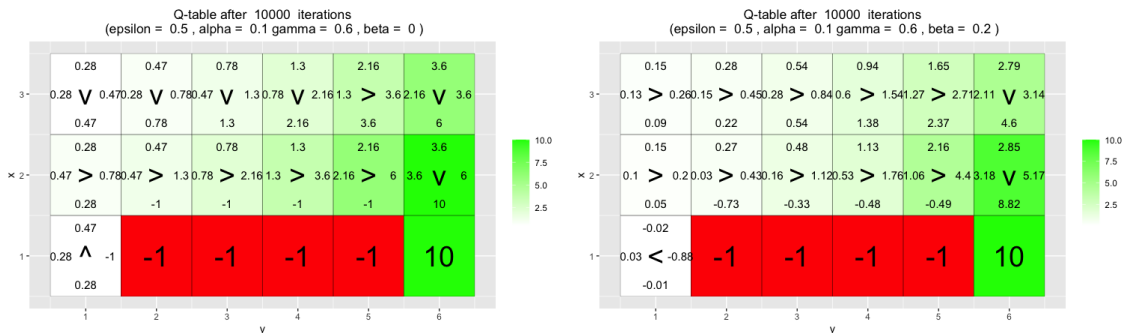 Q-table after  10000  iterations
(epsilon =  0.5 , alpha =  0.1 gamma =  0.6 , beta =  0 )
0.28 0.47 0.78 1.3 2.16 3.6
3 0.28 v 0.47 0.28 v 0.78 0.47 v 1.3 0.78 v 2.16 1.3 > 3.6 2.16 v 3.6
0.47 0.78 1.3 2.16 3.6 6
0.28 0.47 0.78 1.3 2.16 3.6
x 2 0.47 > 0.78 0.47 > 1.3 0.78 > 2.16 1.3 > 3.6 2.16 > 6 3.6 v 6
0.28 -1 -1 -1 -1 10
0.47
1 0.28 ^ -1 -1 -1 -1 -1 10
0.28
1 2 3 4 5 6
y
10.0
7.5
5.0
2.5
Q-table after  10000  iterations
(epsilon =  0.5 , alpha =  0.1 gamma =  0.6 , beta =  0.2 )
0.15 0.28 0.54 0.94 1.65 2.79
3 0.13 > 0.26 0.15 > 0.45 0.28 > 0.84 0.6 > 1.54 1.27 > 2.71 2.11 v 3.14
0.09 0.22 0.54 1.38 2.37 4.6
0.15 0.27 0.48 1.13 2.16 2.85
x 2 0.1 > 0.2 0.03 > 0.43 0.16 > 1.12 0.53 > 1.76 1.06 > 4.4 3.18 v 5.17
0.05 -0.73 -0.33 -0.48 -0.49 8.82
-0.02
1 0.03 < -0.88 -1 -1 -1 -1 10
-0.01
1 2 3 4 5 6
y
10.0
7.5
5.0
2.5